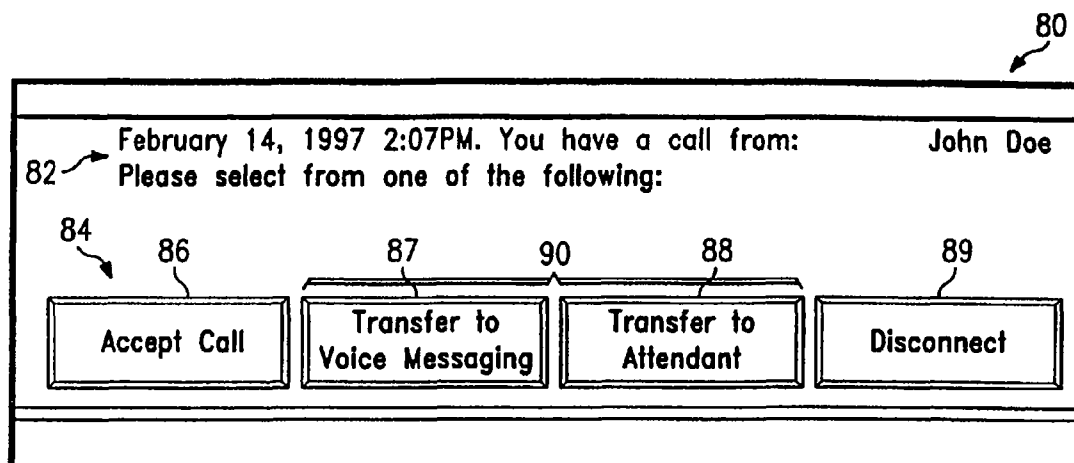 80
February 14, 1997 2:07PM. You have a call from: John Doe
82
Please select from one of the following:
84
86 87 90 88 89
Accept Call
Transfer to
Voice Messaging
Transfer to
Attendant
Disconnect